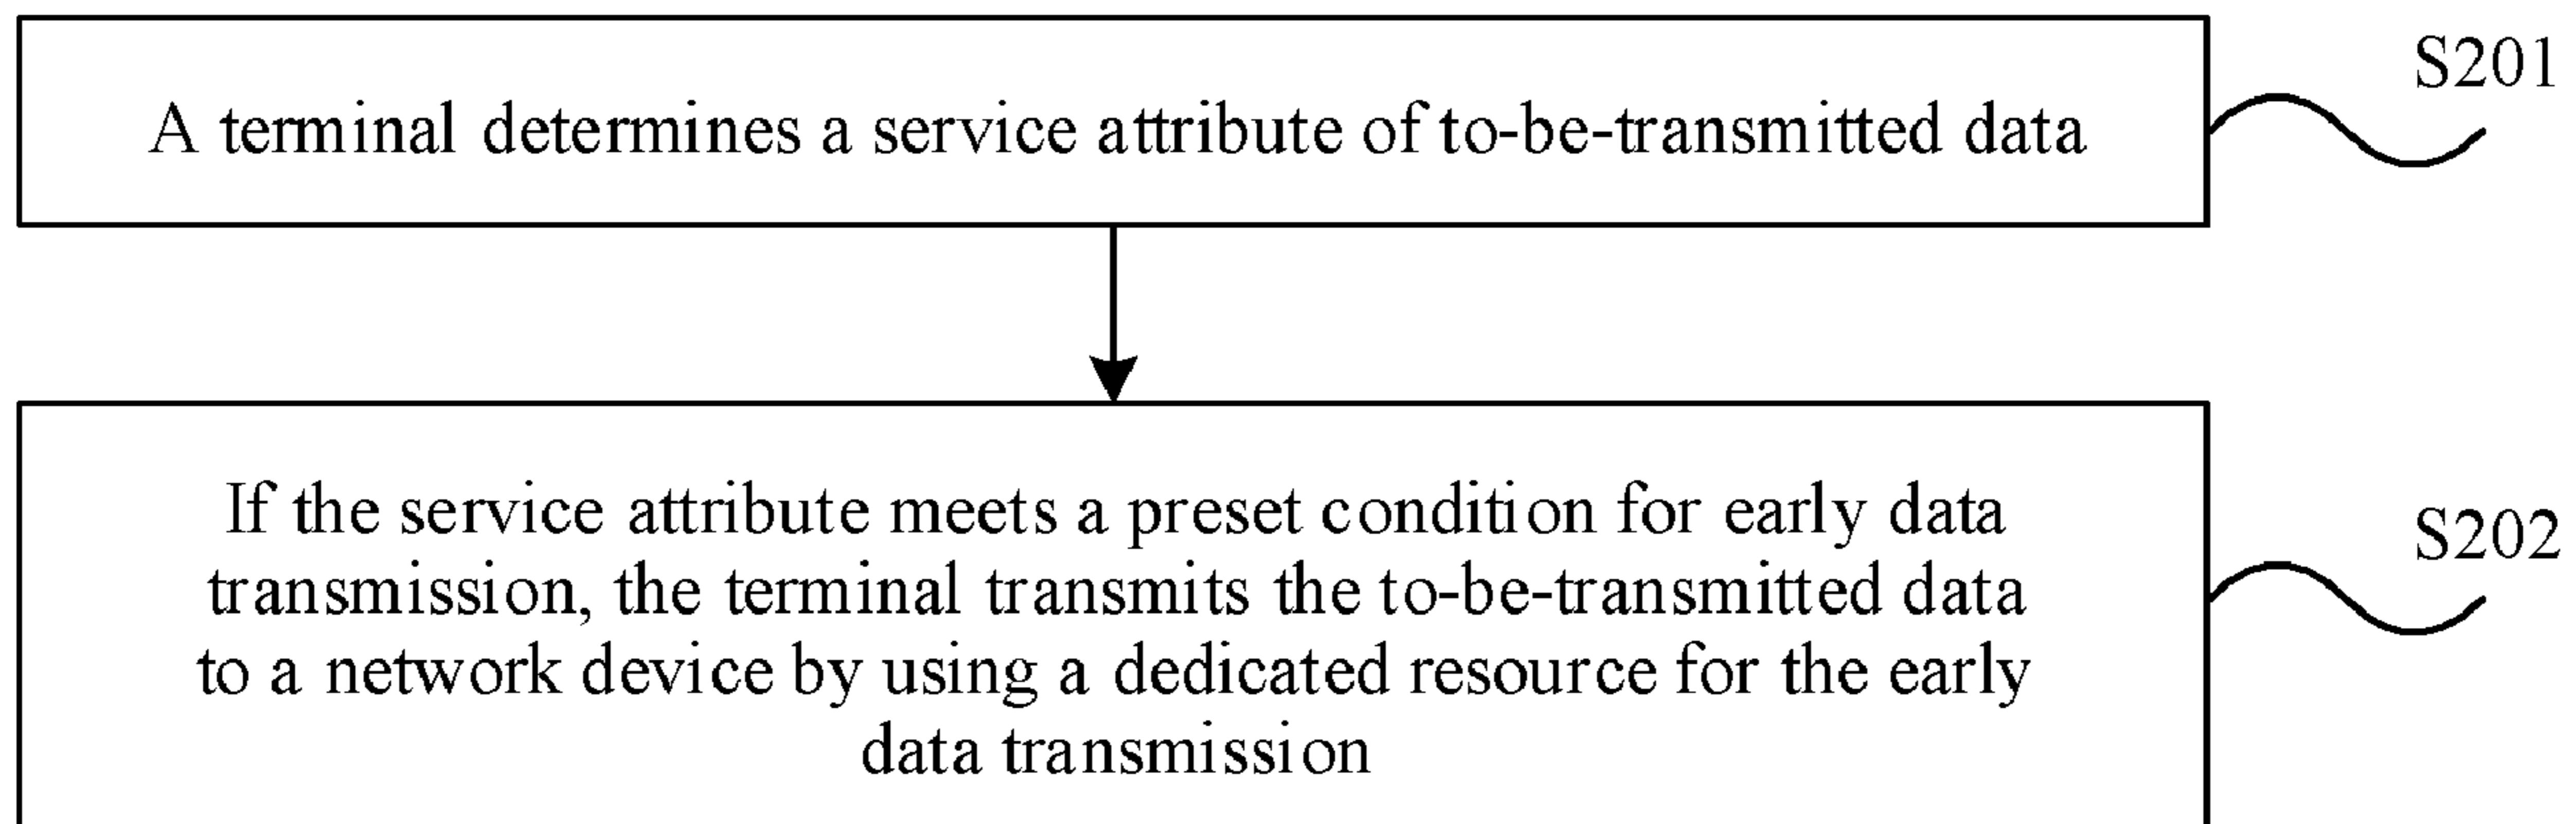 S201
A terminal determines a service attribute of to-be-transmitted data
If the service attribute meets a preset condition for early data
transmission, the terminal transmits the to-be-transmitted data
to a network device by using a dedicated resource for the early
data transmission
S202